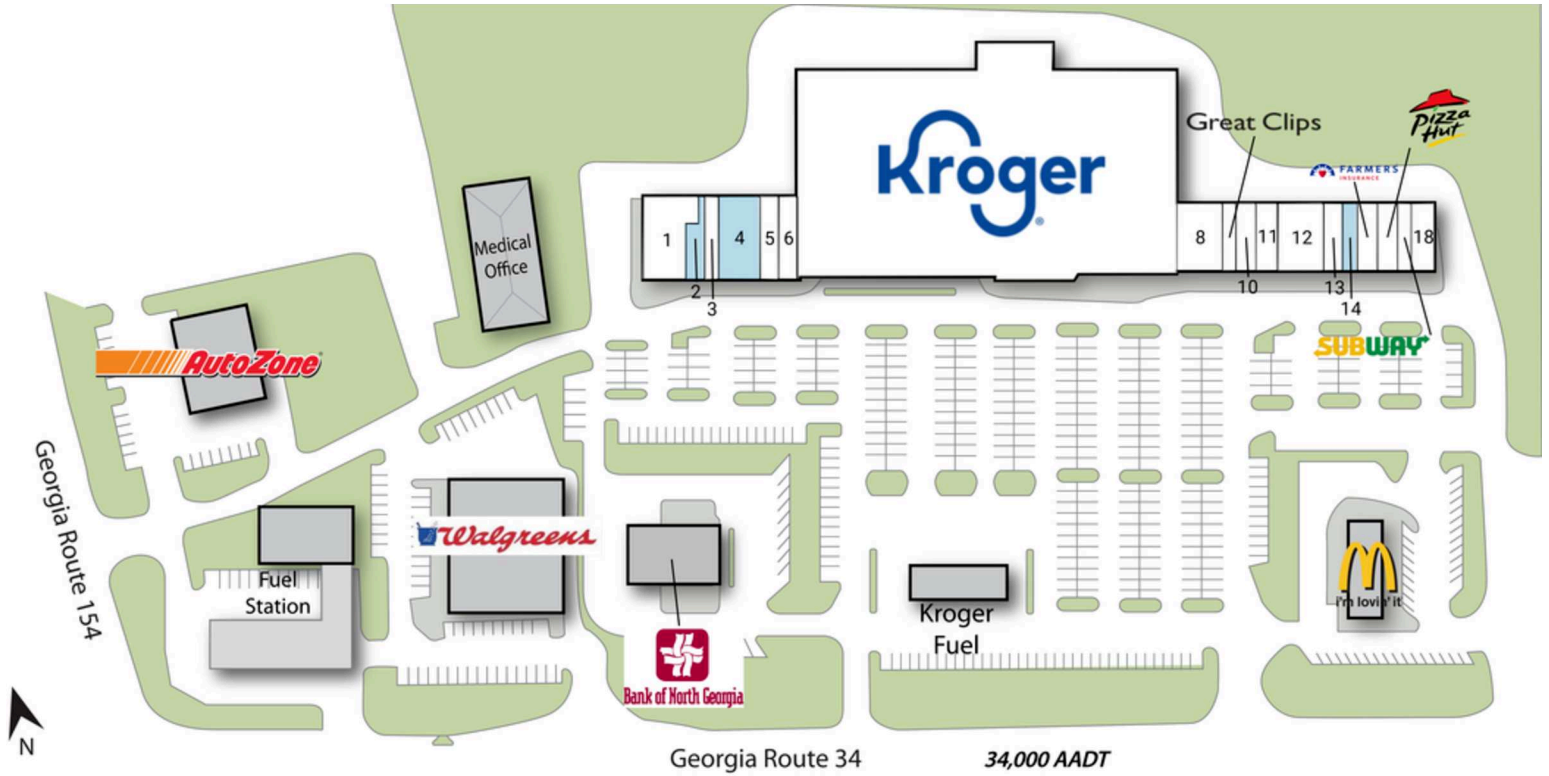 Kroger
Great Clips
Pizza
Hut
FARMERS
INSURANCE
Medical
Office
1
4
5
6
8
11
12
18
2
3
10
13
14
AutoZone
SUBWAY
Georgia Route 154
Walgreens
Fuel
Station
i'm lovin' it
Kroger
Fuel
Bank of North Georgia
N
Georgia Route 34
34,000 AADT